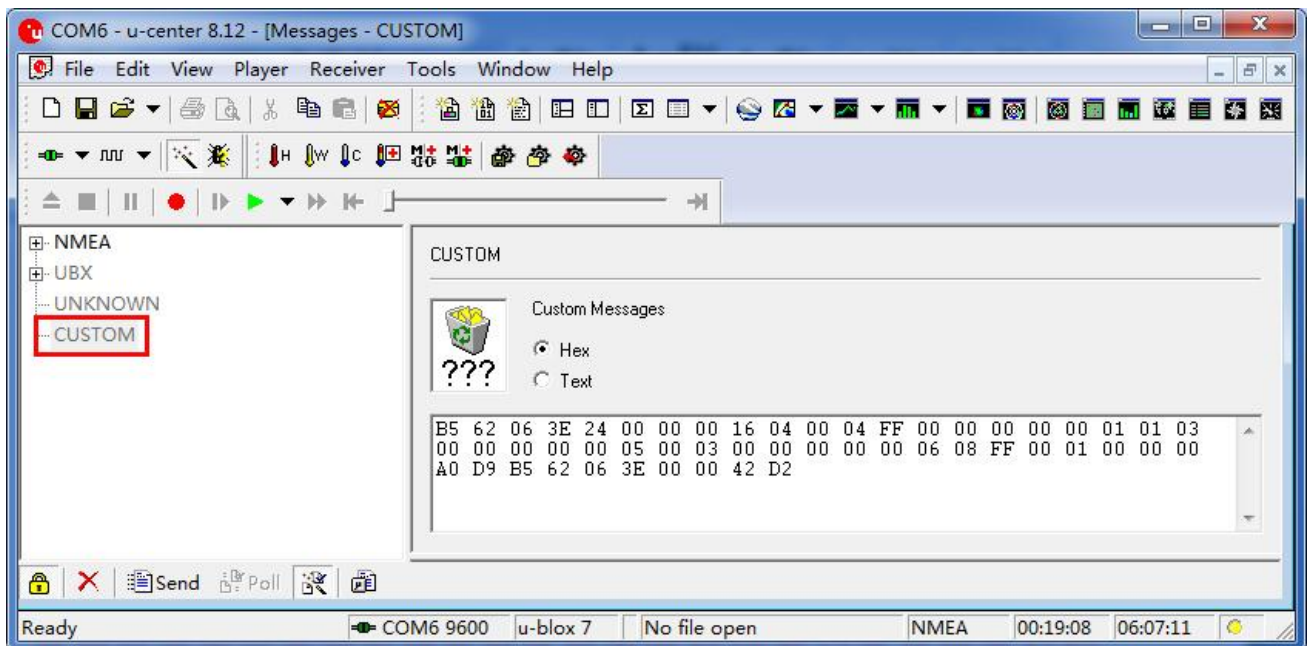 COM6 - u-center 8.12 - [Messages - CUSTOM]
File Edit View Player Receiver Tools Window Help
NMEA
UBX
UNKNOWN
CUSTOM
CUSTOM
Custom Messages
Hex
???
Text
B5 62 06 3E 24 00 00 00 16 04 00 04 FF 00 00 00 00 00 01 01 03
00 00 00 00 00 05 00 03 00 00 00 00 00 06 08 FF 00 01 00 00 00
A0 D9 B5 62 06 3E 00 00 42 D2
Send Poll
Ready COM6 9600 u-blox 7 No file open NMEA 00:19:08 06:07:11